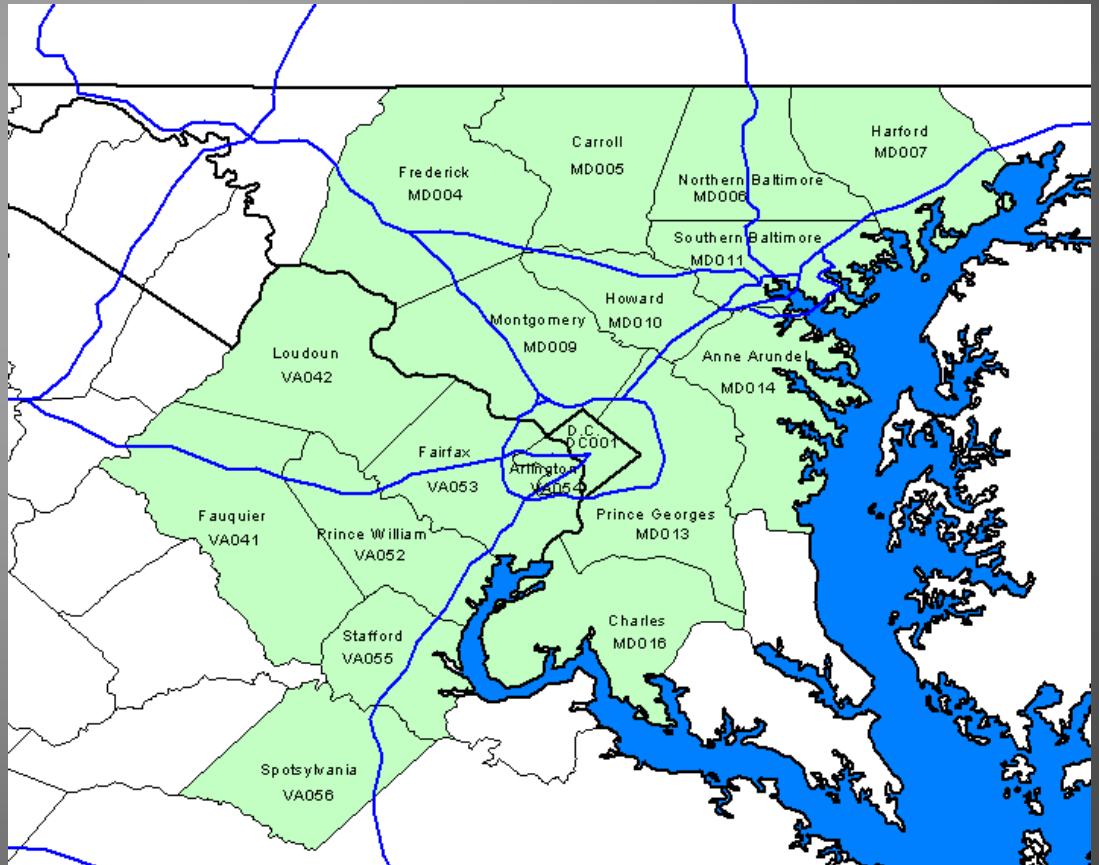 Harford
MD007
Carroll
MD005
Frederick
MD004
Northern Baltimore
MD006
Southern Baltimore
MD011
Howard
MD010
Montgomery
MD009
Loudoun
VA042
Anne Arundel
MD014
D.C.
DC001
Fairfax
VA053
Arlington
VA054
Fauquier
VA041
Prince William
VA052
Prince Georges
MD013
Charles
MD016
Stafford
VA055
Spotsylvania
VA056